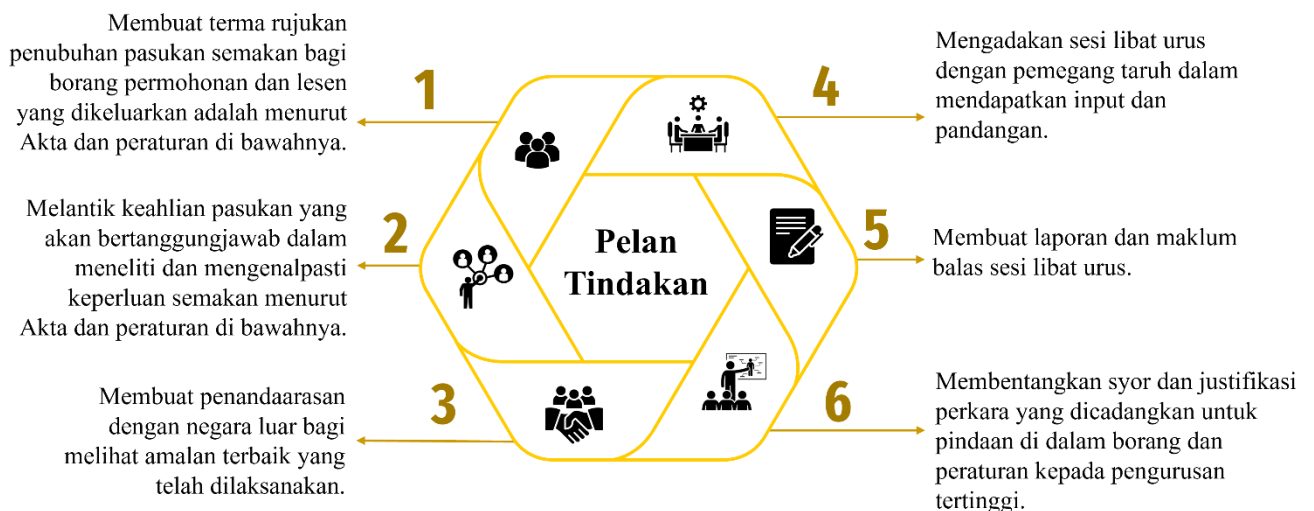 Membuat terma rujukan
penubuhan pasukan semakan bagi
borang permohonan dan lesen
yang dikeluarkan adalah menurut
Akta dan peraturan di bawahnya.
1
Melantik keahlian pasukan yang
akan bertanggungjawab dalam
meneliti dan mengenalpasti
keperluan semakan menurut
Akta dan peraturan di bawahnya.
2
Membuat penandaarasan
dengan negara luar bagi
melihat amalan terbaik yang
telah dilaksanakan.
3
Pelan
Tindakan
4
Mengadakan sesi libat urus
dengan pemegang taruh dalam
mendapatkan input dan
pandangan.
5
Membuat laporan dan maklum
balas sesi libat urus.
6
Membentangkan syor dan justifikasi
perkara yang dicadangkan untuk
pindaan di dalam borang dan
peraturan kepada pengurusan
tertinggi.